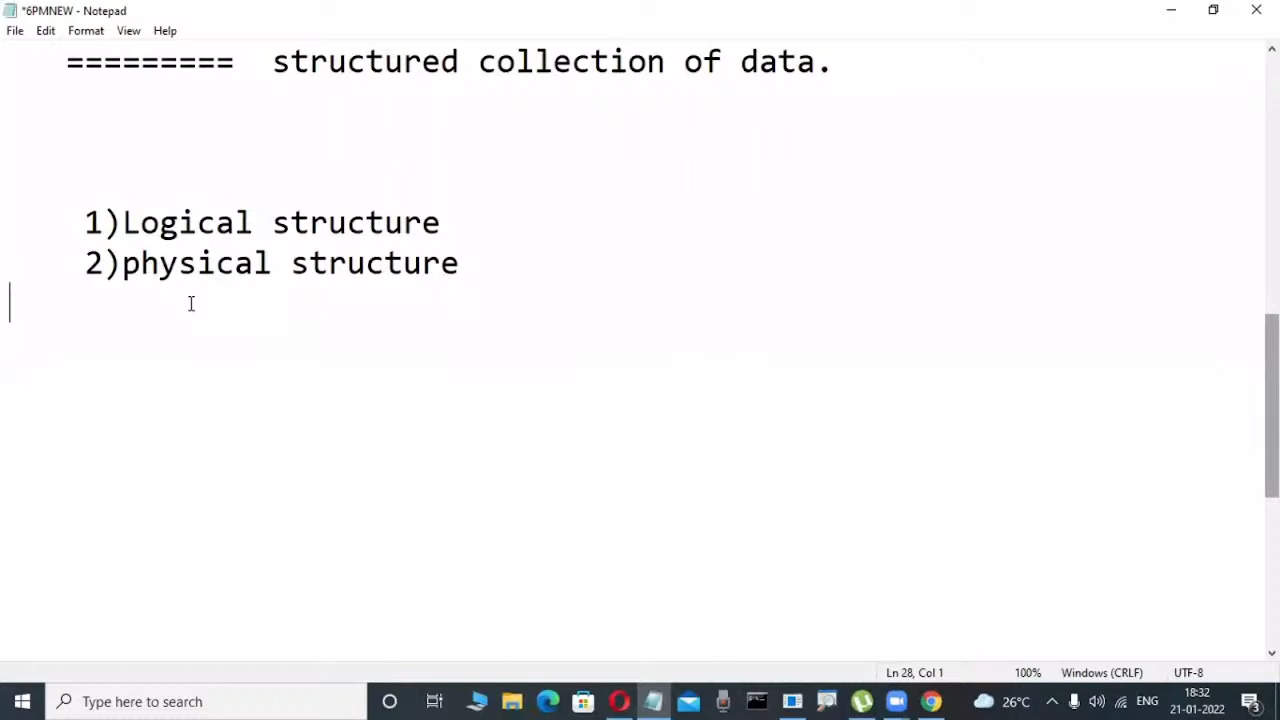 *6PMNEW - Notepad
File Edit Format View Help
========= structured collection of data.
1)Logical structure
2)physical structure
Ln 28, Col 1 100% Windows (CRLF) UTF-8
Type here to search
26°C
ENG
18:32
21-01-2022
3